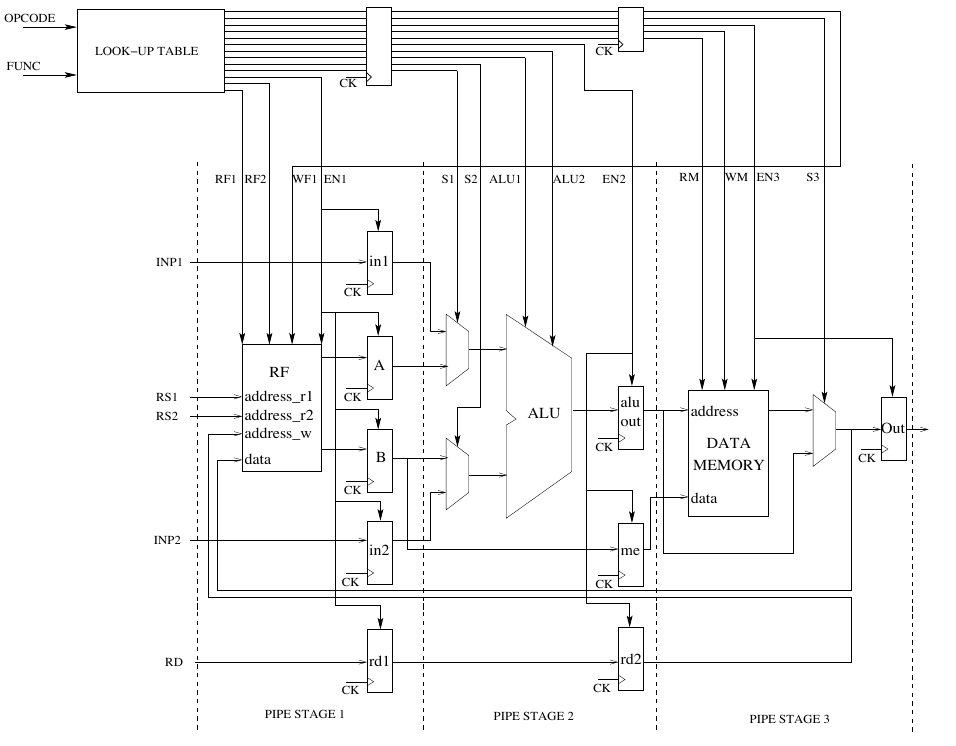 OPCODE
LOOK-UP TABLE
FUNC
CK
CK
RF1 RF2 WF1 EN1 S1 S2 ALU1 ALU2 EN2 RM WM EN3 S3
INP1
in1
CK
RF
RS1
address_r1
RS2
address_r2
address_w
data
A
CK
B
CK
ALU
alu
out
CK
address
DATA
MEMORY
data
Out
CK
INP2
in2
CK
me
CK
RD
rd1
CK
rd2
CK
PIPE STAGE 1
PIPE STAGE 2
PIPE STAGE 3